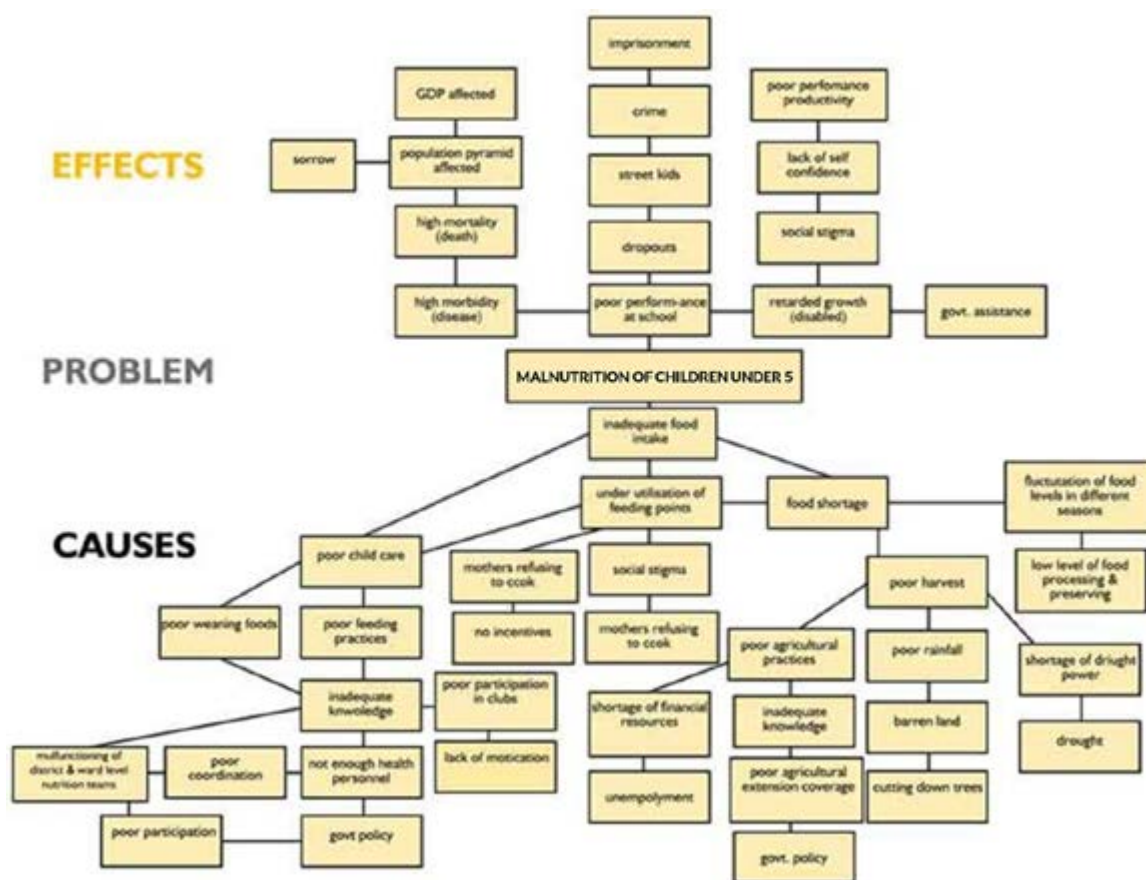 imprisonment
GDP affected
poor perfomance
productivity
crime
EFFECTS
sorrow
population pyramid
affected
street kids
lack of self
confidence
high mortality
(death)
dropouts
social stigma
high morbidity
(disease)
poor perform-ance
at school
retarded growth
(disabled)
govt. assistance
PROBLEM
MALNUTRITION OF CHILDREN UNDER 5
inadequate food
intake
under utilisation of
feeding points
food shortage
fluctutation of food
levels in different
seasons
CAUSES
poor child care
mothers refusing
to ccok
social stigma
poor harvest
low level of food
processing &
preserving
poor weaning foods
poor feeding
practices
no incentives
mothers refusing
to ccok
poor agricultural
practices
poor rainfall
shortage of driught
power
inadequate
knwoledge
poor participation
in clubs
shortage of financial
resources
inadequate
knowledge
barren land
drought
mulfunctioning of
district & ward level
nutrition teams
poor
coordination
not enough health
personnel
lack of motication
unempolyment
poor agricultural
extension coverage
cutting down trees
poor participation
govt policy
govt. policy